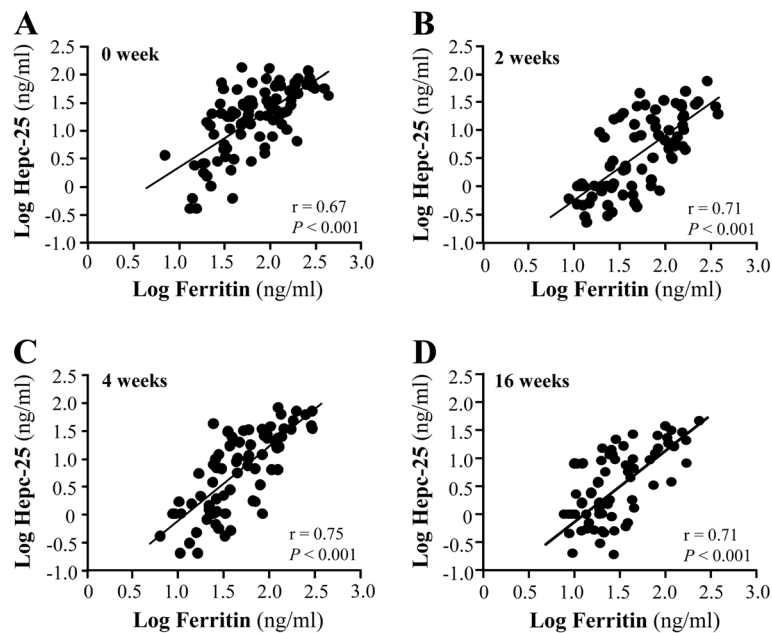 A
0 week
Log Hepc-25 (ng/ml)
2.5
2.0
1.5
1.0
0.5
0
-0.5
-1.0
r = 0.67
P < 0.001
0 0.5 1.0 1.5 2.0 2.5 3.0
Log Ferritin (ng/ml)
B
2 weeks
Log Hepc-25 (ng/ml)
2.5
2.0
1.5
1.0
0.5
0
-0.5
-1.0
r = 0.71
P < 0.001
0 0.5 1.0 1.5 2.0 2.5 3.0
Log Ferritin (ng/ml)
C
4 weeks
Log Hepc-25 (ng/ml)
2.5
2.0
1.5
1.0
0.5
0
-0.5
-1.0
r = 0.75
P < 0.001
0 0.5 1.0 1.5 2.0 2.5 3.0
Log Ferritin (ng/ml)
D
16 weeks
Log Hepc-25 (ng/ml)
2.5
2.0
1.5
1.0
0.5
0
-0.5
-1.0
r = 0.71
P < 0.001
0 0.5 1.0 1.5 2.0 2.5 3.0
Log Ferritin (ng/ml)